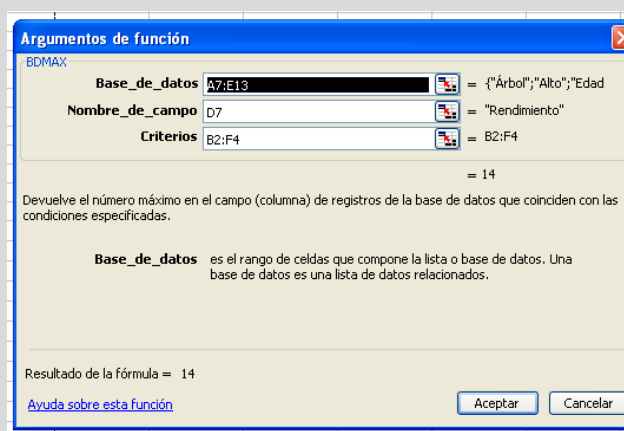 Argumentos de función
BDMAX
Base_de_datos A7:E13 = {"Árbol";"Alto";"Edad
Nombre_de_campo D7 = "Rendimiento"
Criterios B2:F4 = B2:F4
= 14
Devuelve el número máximo en el campo (columna) de registros de la base de datos que coinciden con las
condiciones especificadas.
Base_de_datos es el rango de celdas que compone la lista o base de datos. Una
base de datos es una lista de datos relacionados.
Resultado de la fórmula = 14
Ayuda sobre esta función Aceptar Cancelar